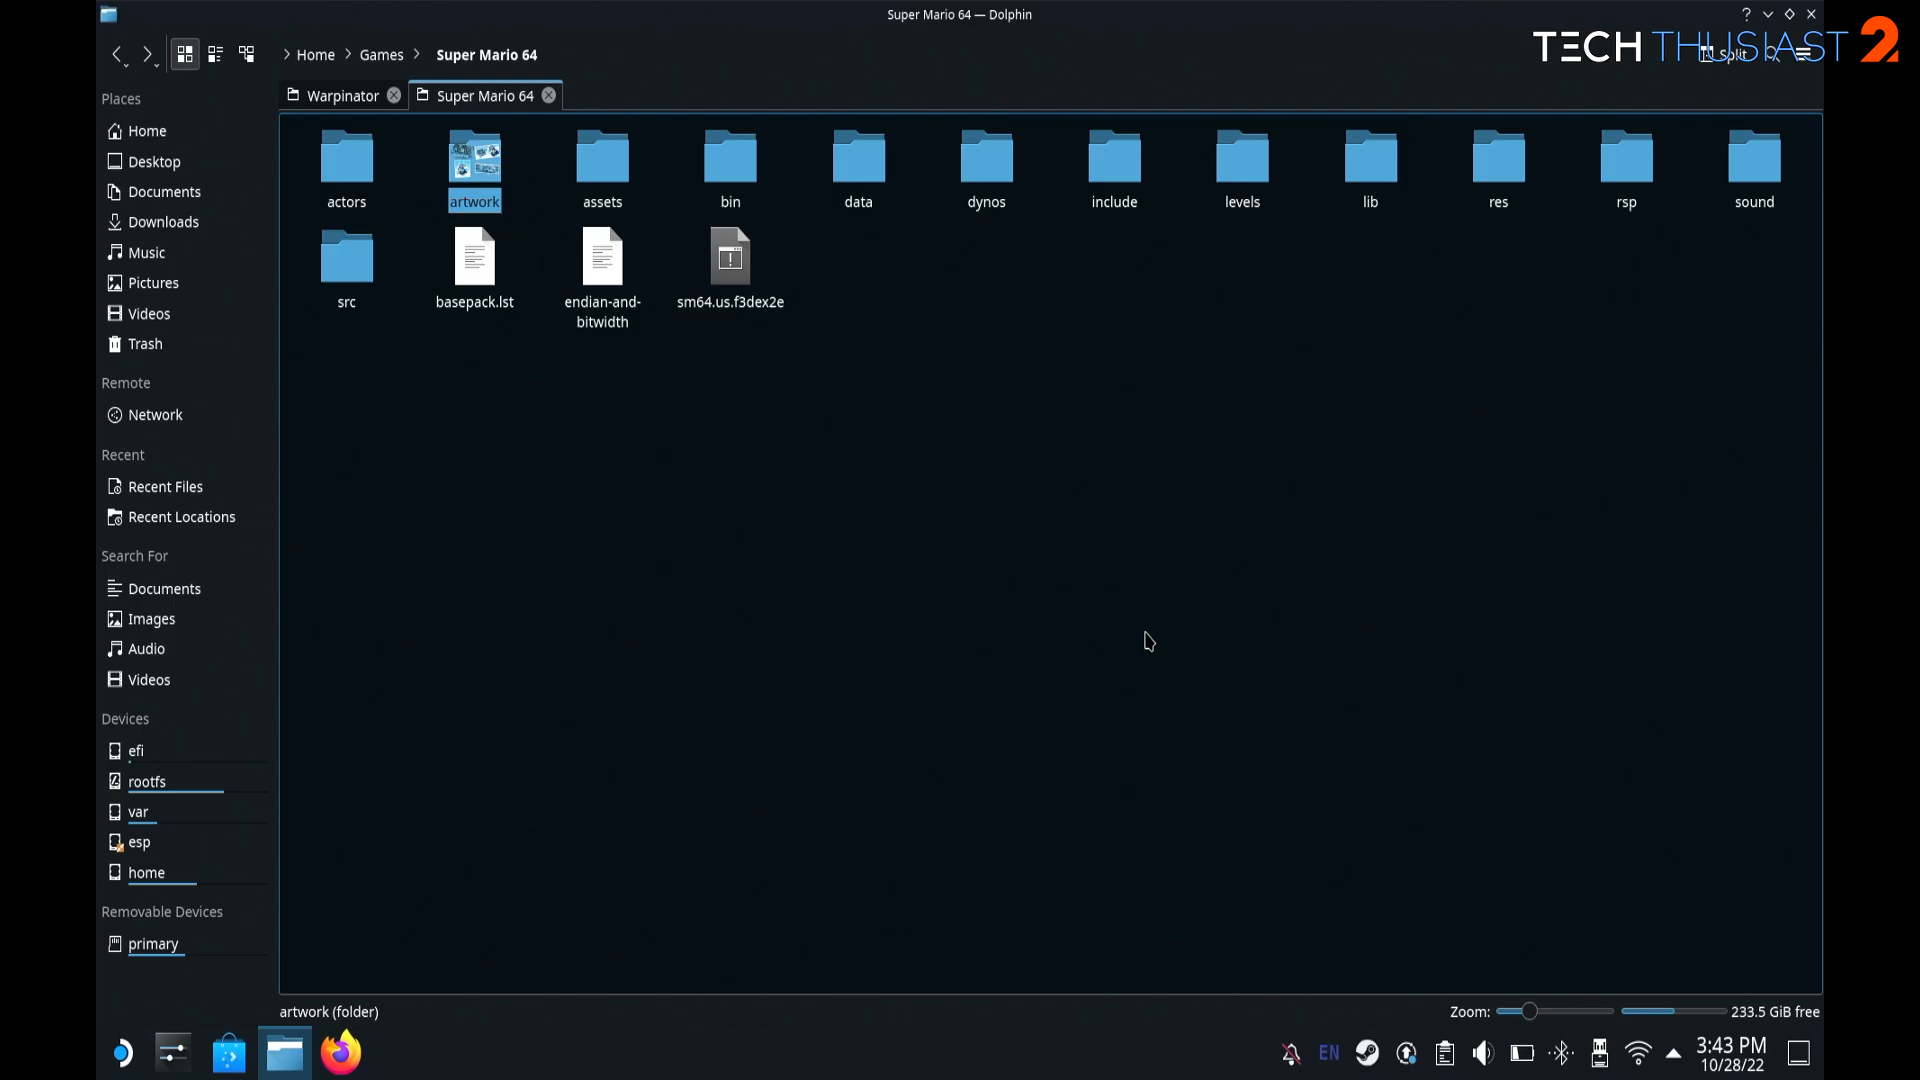 Super Mario 64 — Dolphin
TECH THUSIAST 2
Home
Games
Super Mario 64
Split
Warpinator
Super Mario 64
Places
Home
Desktop
Documents
Downloads
Music
Pictures
Videos
Trash
Remote
Network
Recent
Recent Files
Recent Locations
Search For
Documents
Images
Audio
Videos
Devices
efi
rootfs
var
esp
home
Removable Devices
primary
actors
artwork
assets
bin
data
dynos
include
levels
lib
res
rsp
sound
src
basepack.lst
endian-and-
bitwidth
sm64.us.f3dex2e
artwork (folder)
Zoom:
233.5 GiB free
EN
3:43 PM
10/28/22